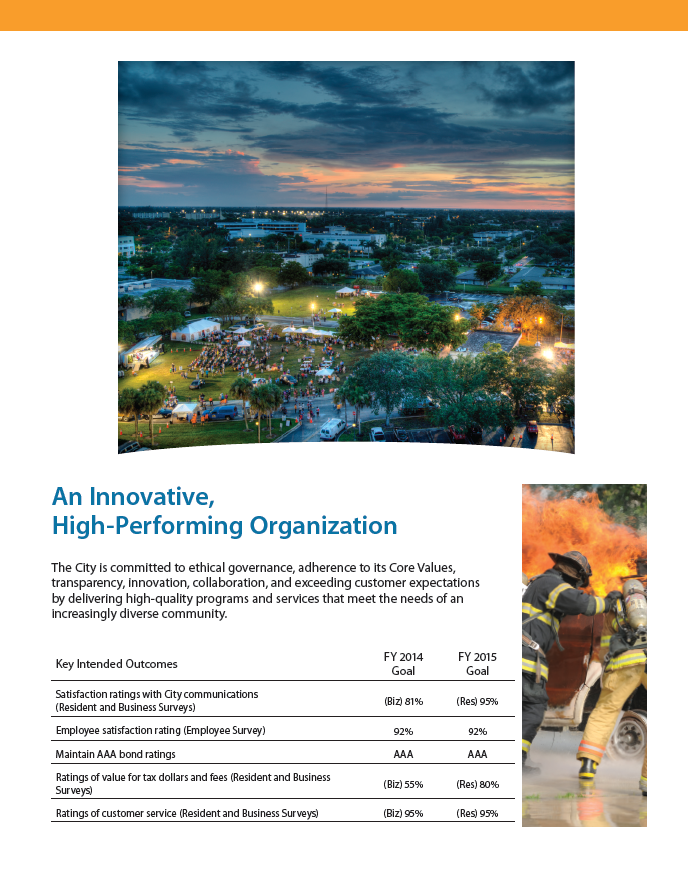 An Innovative,
High-Performing Organization
The City is committed to ethical governance, adherence to its Core Values,
transparency, innovation, collaboration, and exceeding customer expectations
by delivering high-quality programs and services that meet the needs of an
increasingly diverse community.
Key Intended Outcomes FY 2014 Goal FY 2015 Goal
Satisfaction ratings with City communications
(Resident and Business Surveys) (Biz) 81% (Res) 95%
Employee satisfaction rating (Employee Survey) 92% 92%
Maintain AAA bond ratings AAA AAA
Ratings of value for tax dollars and fees (Resident and Business
Surveys) (Biz) 55% (Res) 80%
Ratings of customer service (Resident and Business Surveys) (Biz) 95% (Res) 95%